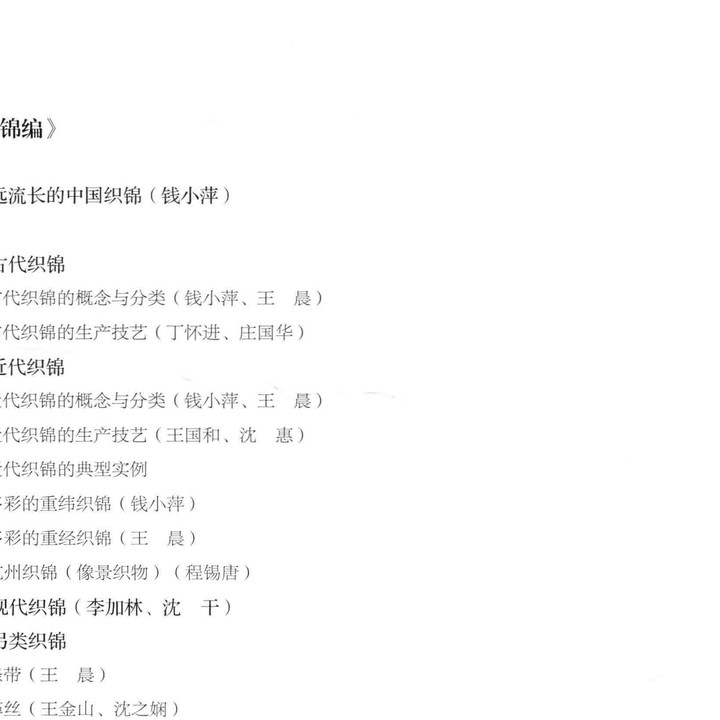 锦编》
远流长的中国织锦（钱小萍）
古代织锦
代织锦的概念与分类（钱小萍、王　晨）
代织锦的生产技艺（丁怀进、庄国华）
近代织锦
代织锦的概念与分类（钱小萍、王　晨）
代织锦的生产技艺（王国和、沈　惠）
代织锦的典型实例
彩的重纬织锦（钱小萍）
彩的重经织锦（王　晨）
杭州织锦（像景织物）（程锡唐）
现代织锦（李加林、沈　干）
另类织锦
带（王　晨）
丝（王金山、沈之娴）